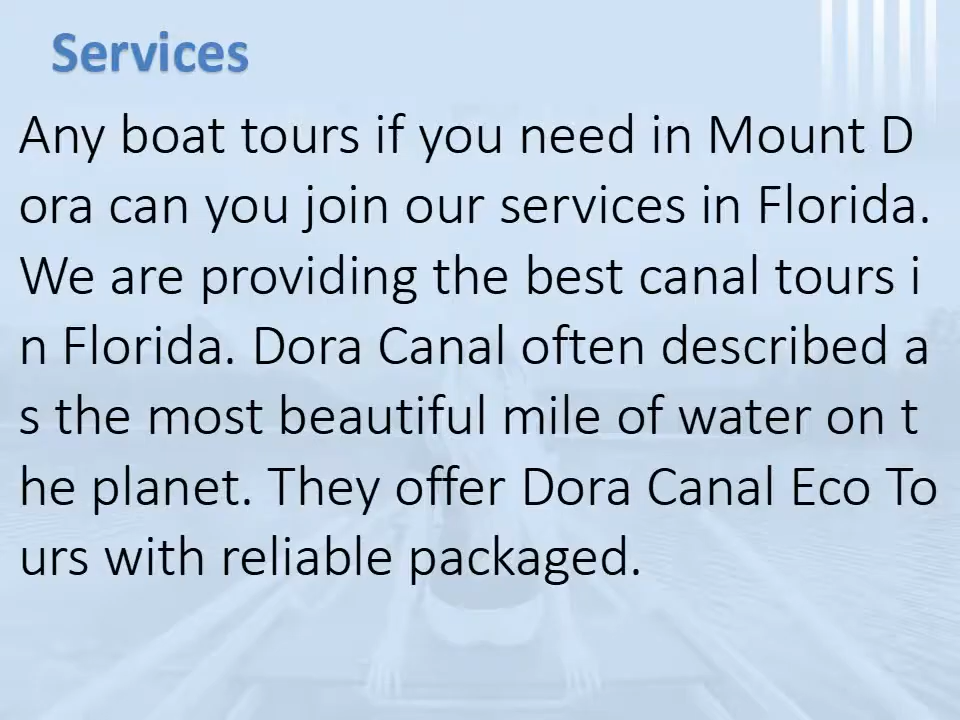 Services
Any boat tours if you need in Mount D
ora can you join our services in Florida.
We are providing the best canal tours i
n Florida. Dora Canal often described a
s the most beautiful mile of water on t
he planet. They offer Dora Canal Eco To
urs with reliable packaged.